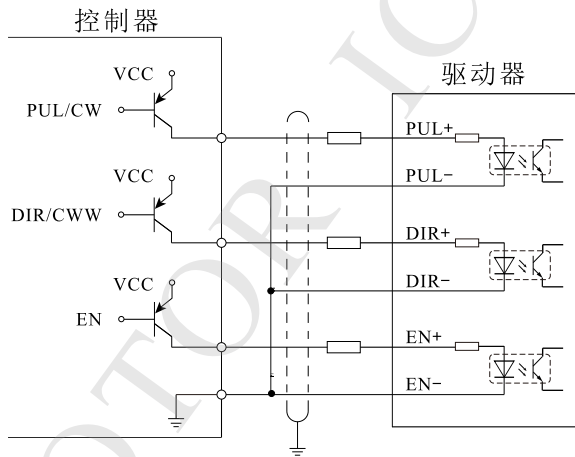 控制器
驱动器
VCC
PUL/CW
PUL+
PUL−
VCC
DIR/CWW
DIR+
DIR−
VCC
EN
EN+
EN−